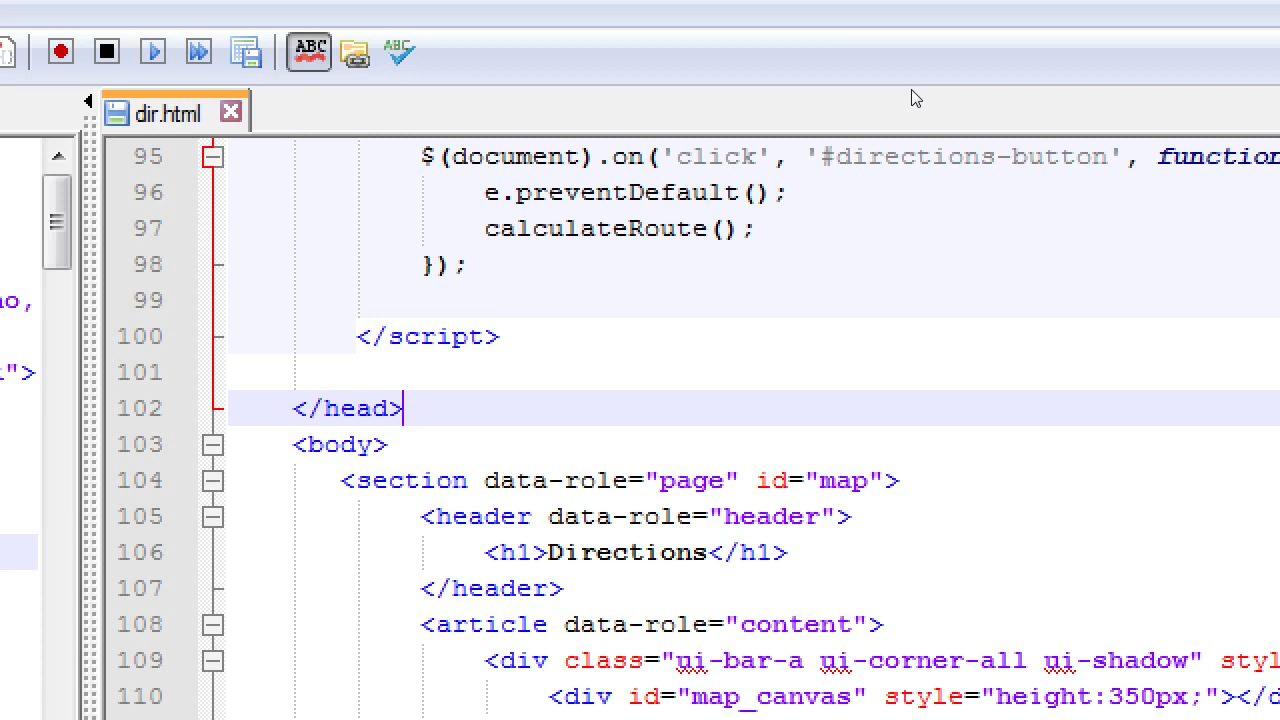 ABC
ABC
dir.html
95 $(document).on('click', '#directions-button', function
96 e.preventDefault();
97 calculateRoute();
98 });
99
100 </script>
101
102 </head>
103 <body>
104 <section data-role="page" id="map">
105 <header data-role="header">
106 <h1>Directions</h1>
107 </header>
108 <article data-role="content">
109 <div class="ui-bar-a ui-corner-all ui-shadow" styl
110 <div id="map_canvas" style="height:350px;"></d